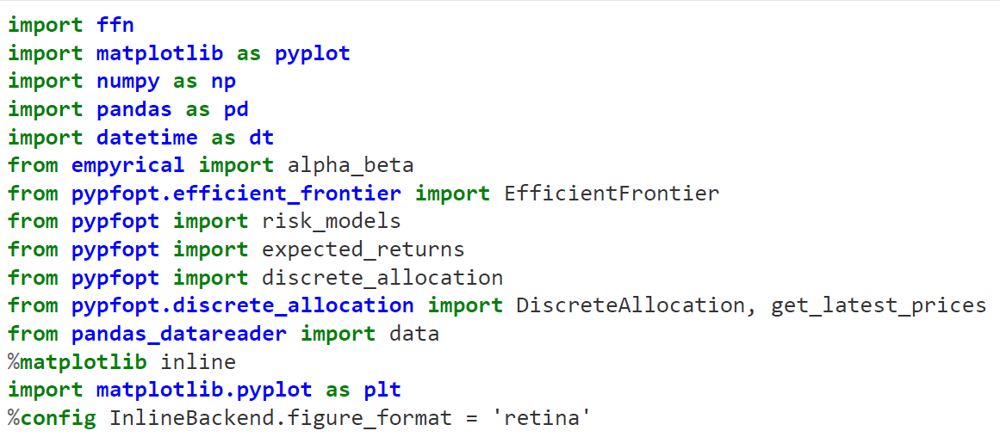 import ffn
import matplotlib as pyplot
import numpy as np
import pandas as pd
import datetime as dt
from empyrical import alpha_beta
from pypfopt.efficient_frontier import EfficientFrontier
from pypfopt import risk_models
from pypfopt import expected_returns
from pypfopt import discrete_allocation
from pypfopt.discrete_allocation import DiscreteAllocation, get_latest_prices
from pandas_datareader import data
%matplotlib inline
import matplotlib.pyplot as plt
%config InlineBackend.figure_format = 'retina'